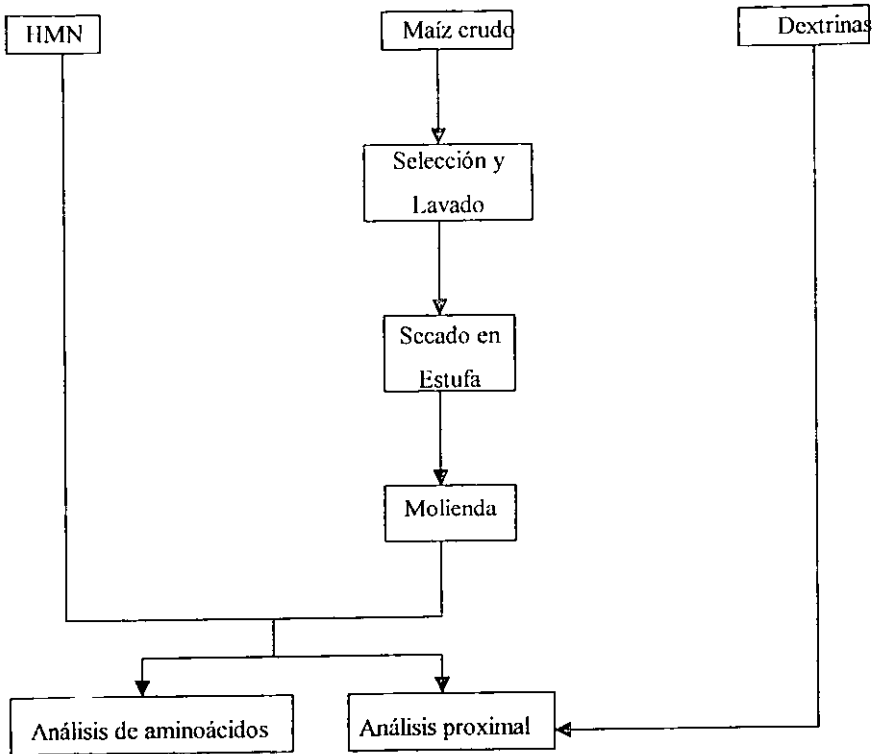 HMN
Maíz crudo
Dextrinas
Selección y
Lavado
Secado en
Estufa
Molienda
Análisis de aminoácidos
Análisis proximal